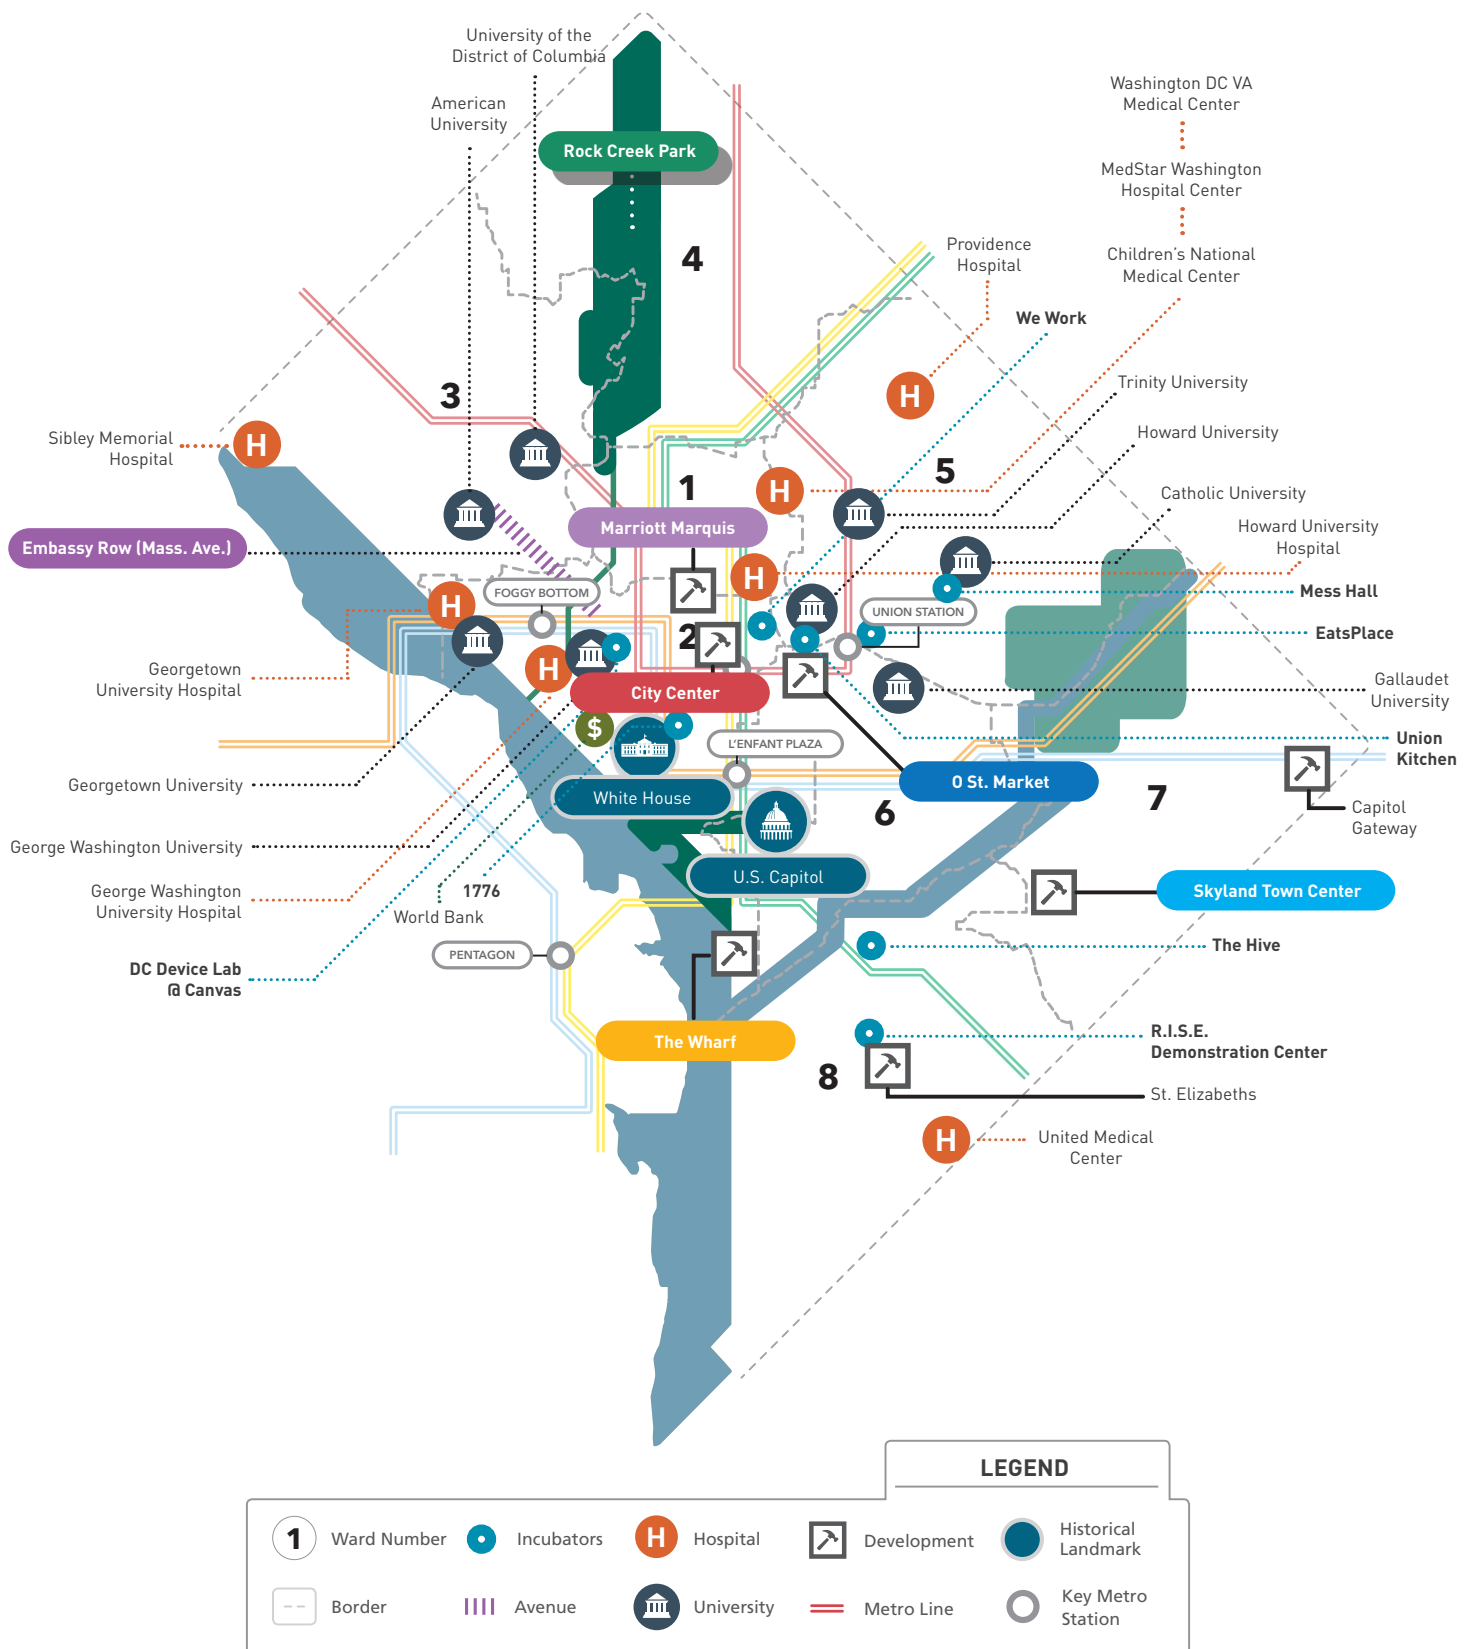 University of the
District of Columbia
American
University
Rock Creek Park
Washington DC VA
Medical Center
MedStar Washington
Hospital Center
Children's National
Medical Center
Providence
Hospital
4
We Work
3
Trinity University
Howard University
Sibley Memorial
Hospital
H
H
5
1
H
Catholic University
Howard University
Hospital
Marriott Marquis
Embassy Row (Mass. Ave.)
H
FOGGY BOTTOM
H
UNION STATION
Mess Hall
EatsPlace
2
Georgetown
University Hospital
H
City Center
Gallaudet
University
$
L'ENFANT PLAZA
Union
Kitchen
Georgetown University
White House
O St. Market
6
7
Capitol
Gateway
George Washington University
George Washington
University Hospital
1776
World Bank
U.S. Capitol
Skyland Town Center
PENTAGON
The Hive
DC Device Lab
@ Canvas
The Wharf
R.I.S.E.
Demonstration Center
8
St. Elizabeths
H
United Medical
Center
LEGEND
1
Ward Number
Incubators
H
Hospital
Development
Historical
Landmark
Border
Avenue
University
Metro Line
Key Metro
Station